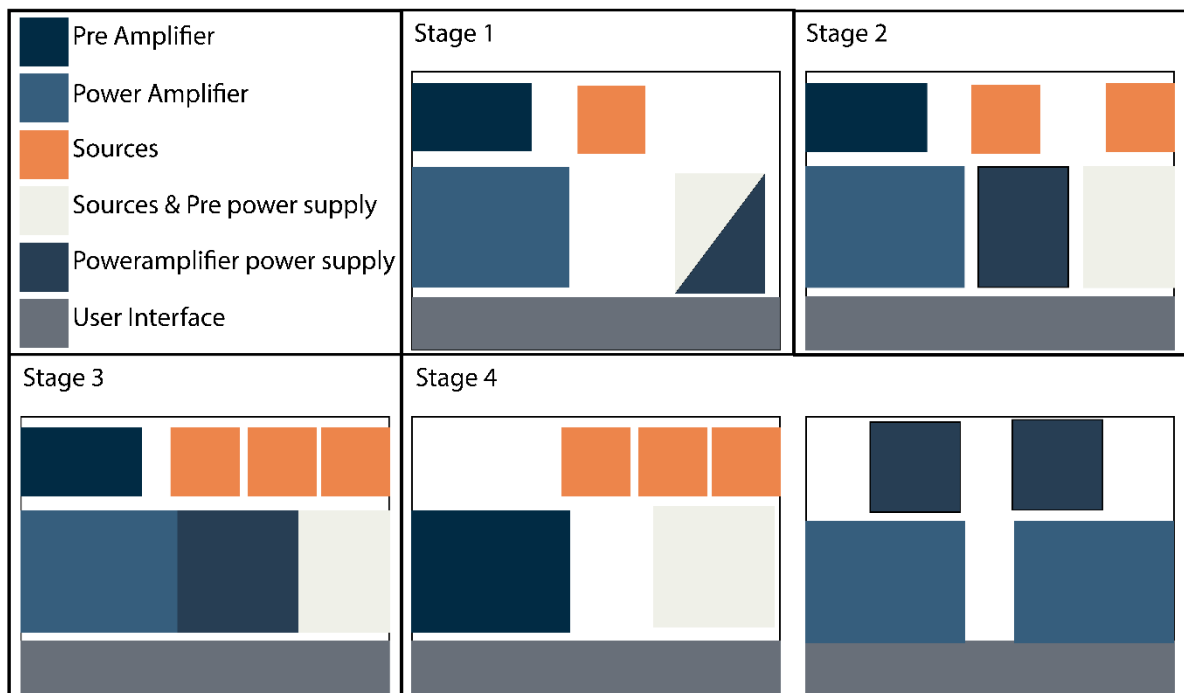 Pre Amplifier
Power Amplifier
Sources
Sources & Pre power supply
Poweramplifier power supply
User Interface
Stage 1
Stage 2
Stage 3
Stage 4